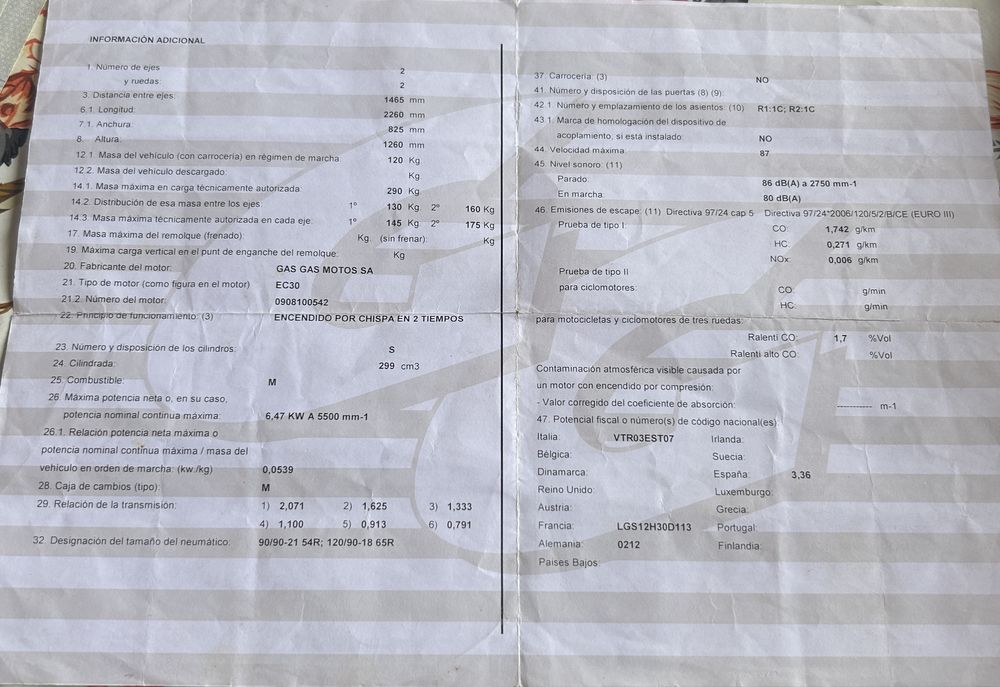 INFORMACIÓN ADICIONAL
1. Número de ejes 2
y ruedas: 2
3. Distancia entre ejes: 1465 mm
6.1. Longitud: 2260 mm
7.1. Anchura: 825 mm
8. Altura: 1260 mm
12.1. Masa del vehículo (con carrocería) en régimen de marcha: 120 Kg
12.2. Masa del vehículo descargado: Kg
14.1. Masa máxima en carga técnicamente autorizada: 290 Kg.
14.2. Distribución de esa masa entre los ejes: 1º 130 Kg. 2º 160 Kg
14.3. Masa máxima técnicamente autorizada en cada eje: 1º 145 Kg. 2º 175 Kg
17. Masa máxima del remolque (frenado): Kg. (sin frenar): Kg
19. Máxima carga vertical en el punt de enganche del remolque: Kg
20. Fabricante del motor: GAS GAS MOTOS SA
21. Tipo de motor (como figura en el motor) EC30
21.2. Número del motor: 0908100542
22. Principio de funcionamiento: (3) ENCENDIDO POR CHISPA EN 2 TIEMPOS
23. Número y disposición de los cilindros: S
24. Cilindrada: 299 cm3
25. Combustible: M
26. Máxima potencia neta o, en su caso,
potencia nominal continua máxima: 6,47 KW A 5500 mm-1
26.1. Relación potencia neta máxima o
potencia nominal contínua máxima / masa del
vehículo en orden de marcha: (kw./kg) 0,0539
28. Caja de cambios (tipo): M
29. Relación de la transmisión: 1) 2,071 2) 1,625 3) 1,333
4) 1,100 5) 0,913 6) 0,791
32. Designación del tamaño del neumático: 90/90-21 54R; 120/90-18 65R
37. Carrocería: (3) NO
41. Número y disposición de las puertas (8) (9):
42.1. Número y emplazamiento de los asientos: (10) R1:1C; R2:1C
43.1. Marca de homologación del dispositivo de
acoplamiento, si está instalado: NO
44. Velocidad máxima: 87
45. Nivel sonoro: (11)
Parado: 86 dB(A) a 2750 mm-1
En marcha: 80 dB(A)
46. Emisiones de escape: (11) Directiva 97/24 cap 5 Directiva 97/24*2006/120/5/2/B/CE (EURO III)
Prueba de tipo I: CO: 1,742 g/km
HC: 0,271 g/km
NOx: 0,006 g/km
Prueba de tipo II
para ciclomotores: CO: g/min
HC: g/min
para motocicletas y ciclomotores de tres ruedas:
Ralentí CO: 1,7 %Vol
Ralentí alto CO: %Vol
Contaminación atmosférica visible causada por
un motor con encendido por compresión:
- Valor corregido del coeficiente de absorción: ----------- m-1
47. Potencial fiscal o número(s) de código nacional(es):
Italia: VTR03EST07 Irlanda:
Bélgica: Suecia:
Dinamarca: España: 3,36
Reino Unido: Luxemburgo:
Austria: Grecia:
Francia: LGS12H30D113 Portugal:
Alemania: 0212 Finlandia:
Paises Bajos: